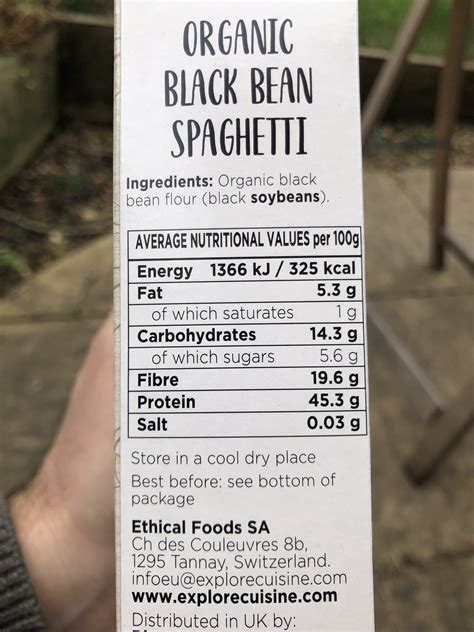 ORGANIC
BLACK BEAN
SPAGHETTI
Ingredients: Organic black
bean flour (black soybeans).
AVERAGE NUTRITIONAL VALUES per 100g
Energy 1366 kJ / 325 kcal
Fat 5.3 g
of which saturates 1 g
Carbohydrates 14.3 g
of which sugars 5.6 g
Fibre 19.6 g
Protein 45.3 g
Salt 0.03 g
Store in a cool dry place
Best before: see bottom of
package
Ethical Foods SA
Ch des Couleuvres 8b,
1295 Tannay, Switzerland.
infoeu@explorecuisine.com
www.explorecuisine.com
Distributed in UK by: